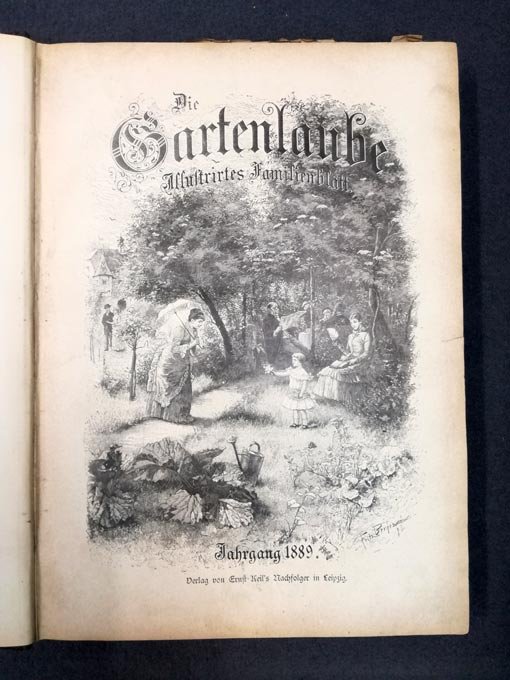 Die
Gartenlaube
Illustrirtes Familienblatt
Jahrgang 1889.
Verlag von Ernst Keil's Nachfolger in Leipzig.